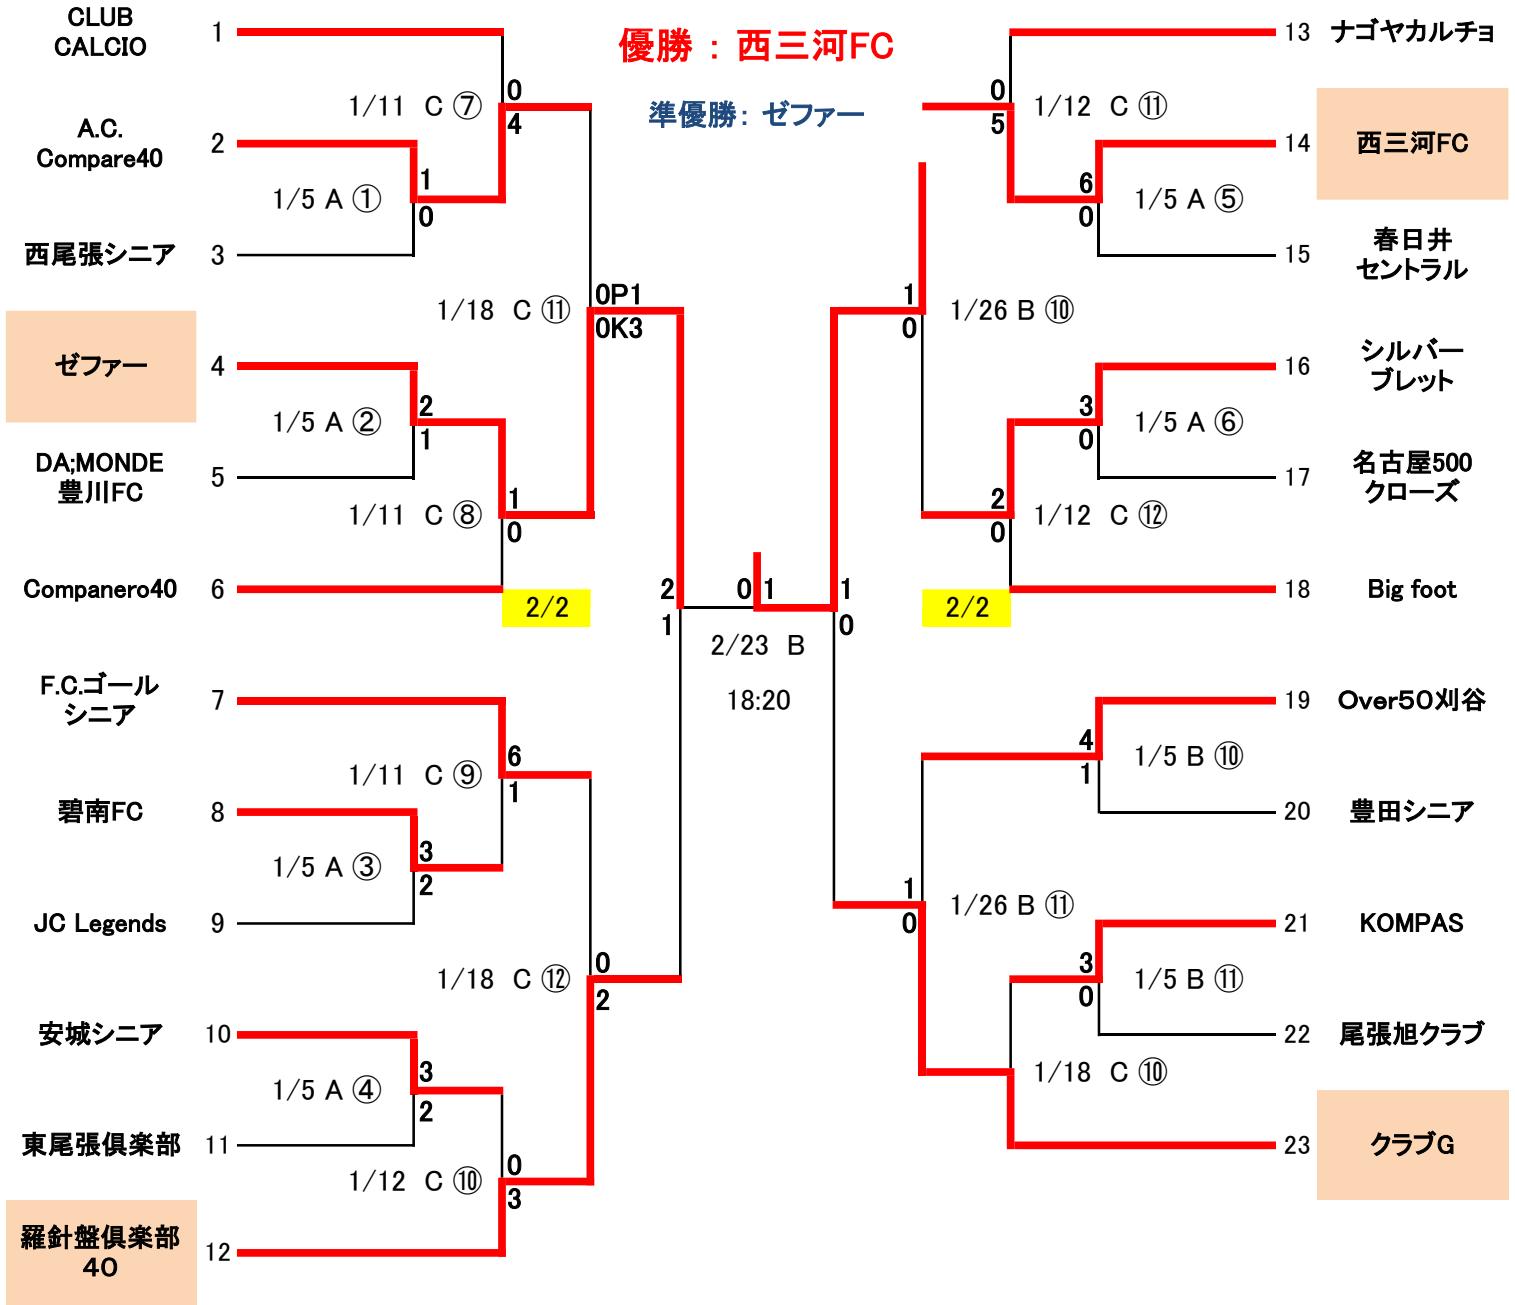 優勝 ： 西三河FC
準優勝： ゼファー
CLUB
CALCIO
1
0
1/11 C ⑦
4
A.C.
Compare40
2
1
1/5 A ①
0
西尾張シニア 3
0P1
1/18 C ⑪
0K3
ゼファー 4
2
1/5 A ②
1
DA;MONDE
豊川FC
5
1
1/11 C ⑧
0
Companero40 6
2/2
2
1
F.C.ゴール
シニア
7
6
1/11 C ⑨
1
碧南FC 8
3
1/5 A ③
2
JC Legends 9
0
1/18 C ⑫
2
安城シニア 10
3
1/5 A ④
2
東尾張倶楽部 11
0
1/12 C ⑩
3
羅針盤倶楽部
40
12
0 1
2/23 B
18:20
13 ナゴヤカルチョ
0
1/12 C ⑪
5
14 西三河FC
6
1/5 A ⑤
0
15 春日井
セントラル
1
1/26 B ⑩
0
16 シルバー
ブレット
3
1/5 A ⑥
0
17 名古屋500
クローズ
2
1/12 C ⑫
0
18 Big foot
2/2
1
0
19 Over50刈谷
4
1/5 B ⑩
1
20 豊田シニア
1
1/26 B ⑪
0
21 KOMPAS
3
1/5 B ⑪
0
22 尾張旭クラブ
1/18 C ⑩
23 クラブG